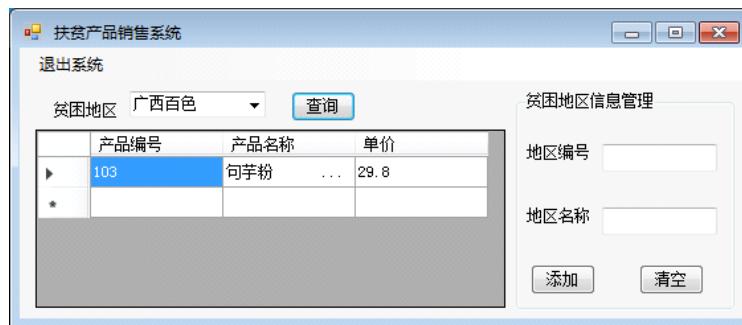 扶贫产品销售系统
退出系统
贫困地区 广西百色 查询
产品编号 产品名称 单价
103 句芋粉 ... 29.8
贫困地区信息管理
地区编号
地区名称
添加 清空